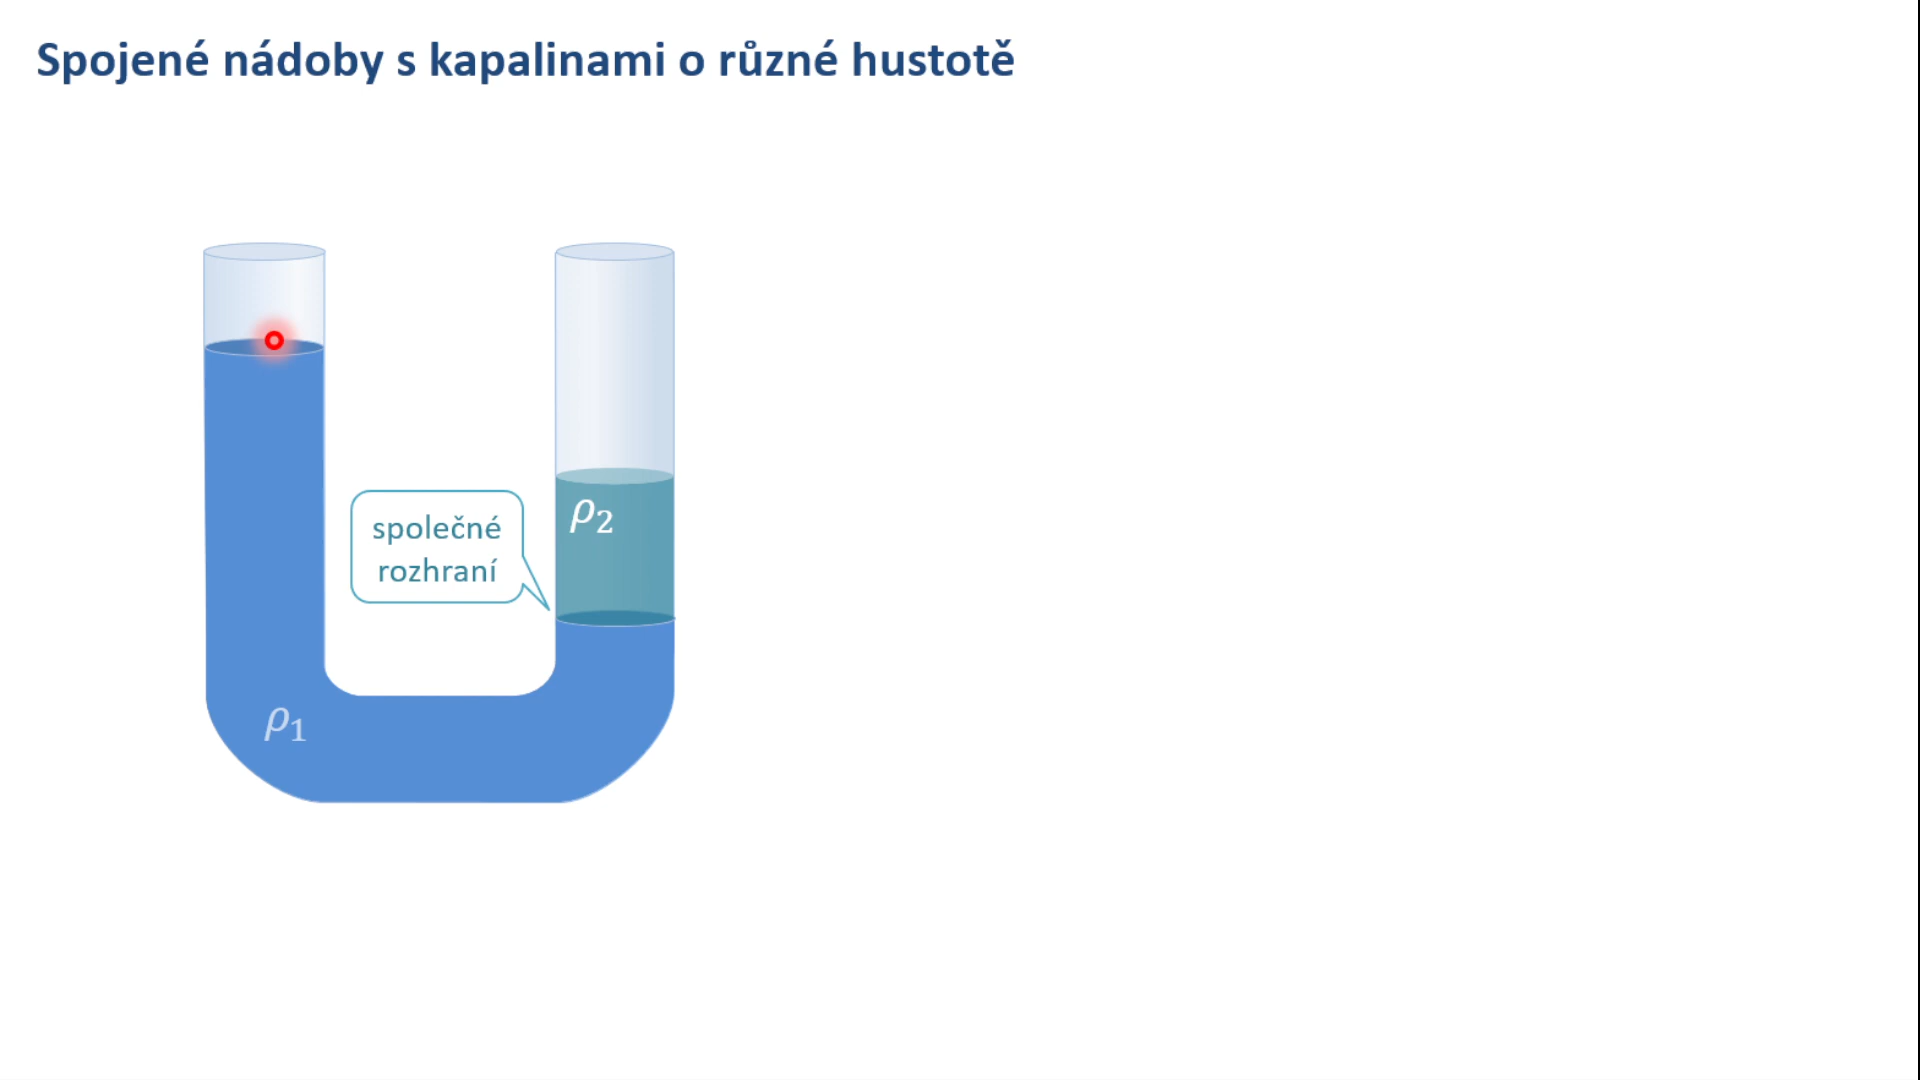 Spojené nádoby s kapalinami o různé hustotě
společné
rozhraní
ρ₂
ρ₁